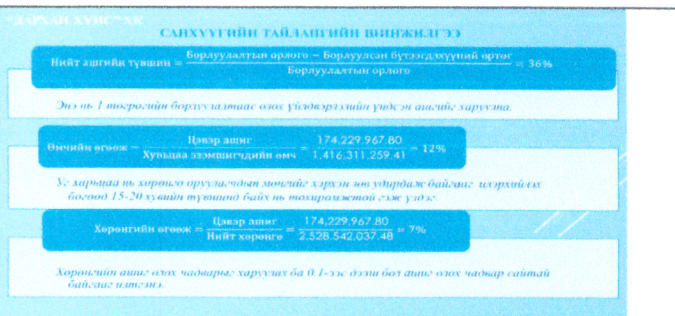 "ДАРХАН ХҮНС" ХК
САНХҮҮГИЙН ТАЙЛАНГИЙН ШИНЖИЛГЭЭ
Нийт ашгийн түвшин = Борлуулалтын орлого – Борлуулсан бүтээгдэхүүний өртөг / Борлуулалтын орлого = 36%
Энэ нь 1 төгрөгийн борлуулалтаас олох үйлдвэрлэлийн үндсэн ашгийг харуулна.
Өмчийн өгөөж = Цэвэр ашиг / Хувьцаа эзэмшигчдийн өмч = 174.229.967.80 / 1.416.311.259.41 = 12%
Уг харьцаа нь хөрөнгө оруулагчдын мөнгийг хэрхэн зөв удирдаж байгааг илэрхийлэх
бөгөөд 15-20 хувийн түвшинд байх нь тохиромжтой гэж үздэг.
Хөрөнгийн өгөөж = Цэвэр ашиг / Нийт хөрөнгө = 174,229,967.80 / 2.528.542.037.48 = 7%
Хөрөнгийн ашиг олох чадварыг харуулах ба 0.1-ээс дээш бол ашиг олох чадвар сайтай
байгааг илтгэнэ.